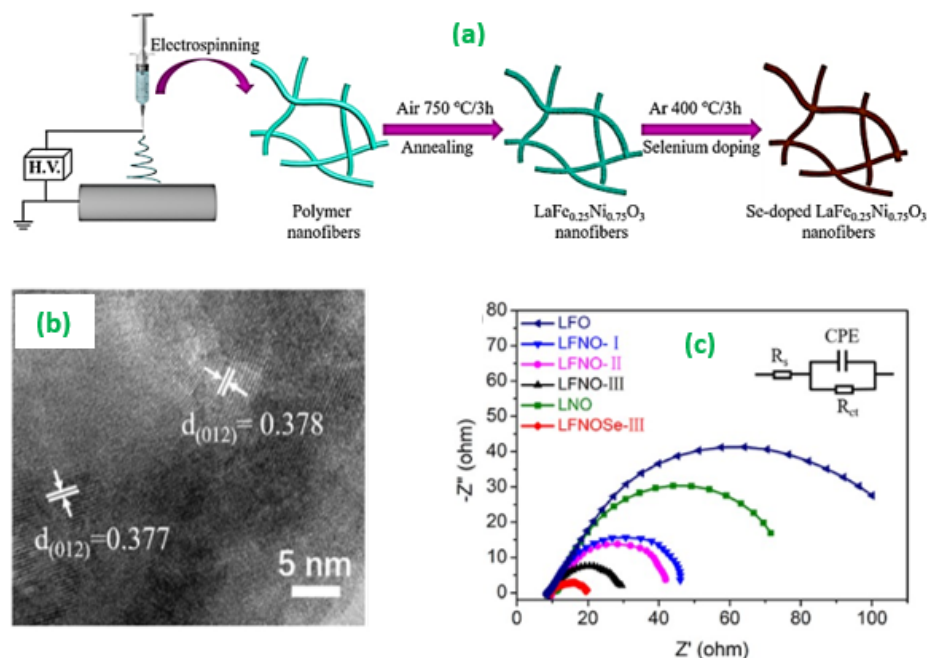 (a)
Electrospinning
H.V.
Air 750 °C/3h
Annealing
Ar 400 °C/3h
Selenium doping
Polymer
nanofibers
LaFe0.25Ni0.75O3
nanofibers
Se-doped LaFe0.25Ni0.75O3
nanofibers
(b)
d(012)= 0.378
d(012)=0.377
5 nm
(c)
80
70
60
50
40
30
20
10
0
-Z" (ohm)
LFO
LFNO- I
LFNO- II
LFNO-III
LNO
LFNOSe-III
CPE
Rs
Rct
0 20 40 60 80 100
Z' (ohm)